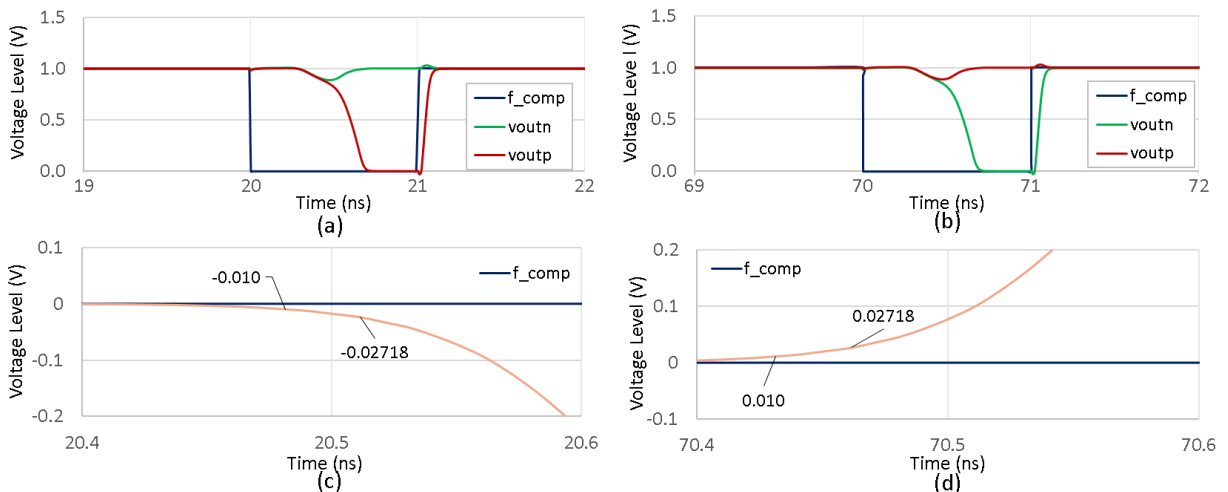 1.5
1.0
0.5
0.0
Voltage Level (V)
f_comp
voutn
voutp
19
20
21
22
Time (ns)
(a)
1.5
1.0
0.5
0.0
Voltage Leve l (V)
f_comp
voutn
voutp
69
70
71
72
Time (ns)
(b)
0.1
0
-0.1
-0.2
Voltage Level (V)
f_comp
-0.010
-0.02718
20.4
20.5
20.6
Time (ns)
(c)
0.2
0.1
0
-0.1
Voltage Level (V)
f_comp
0.02718
0.010
70.4
70.5
70.6
Time (ns)
(d)